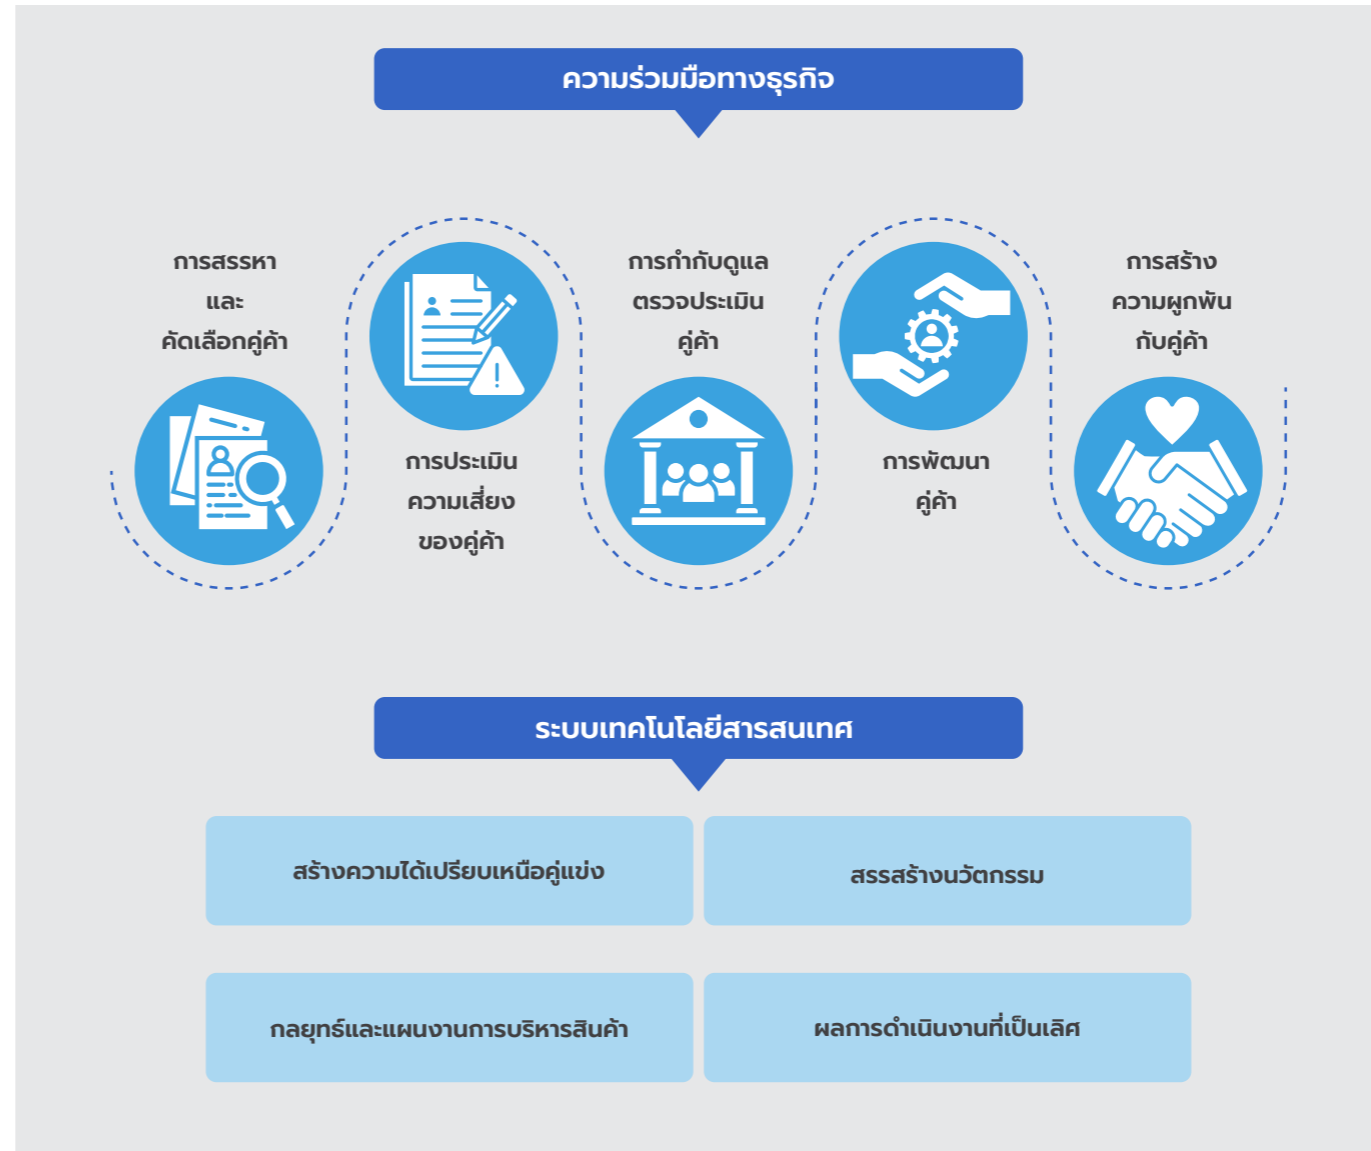 ความร่วมมือทางธุรกิจ
การสรรหา
และ
คัดเลือกคู่ค้า
การประเมิน
ความเสี่ยง
ของคู่ค้า
การกำกับดูแล
ตรวจประเมิน
คู่ค้า
การพัฒนา
คู่ค้า
การสร้าง
ความผูกพัน
กับคู่ค้า
ระบบเทคโนโลยีสารสนเทศ
สร้างความได้เปรียบเหนือคู่แข่ง
สรรสร้างนวัตกรรม
กลยุทธ์และแผนงานการบริหารสินค้า
ผลการดำเนินงานที่เป็นเลิศ